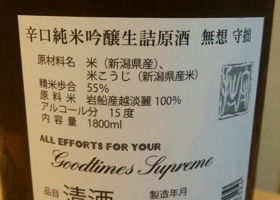 辛口純米吟醸生詰原酒 無想 守拙
原材料名 米（新潟県産）、
米こうじ（新潟県産米）
精米歩合 55%
原料米 岩船産越淡麗 100%
アルコール分 15度
内容量 1800ml
ALL EFFORTS FOR YOUR
Goodtimes Supreme
品目 清酒 製造年月